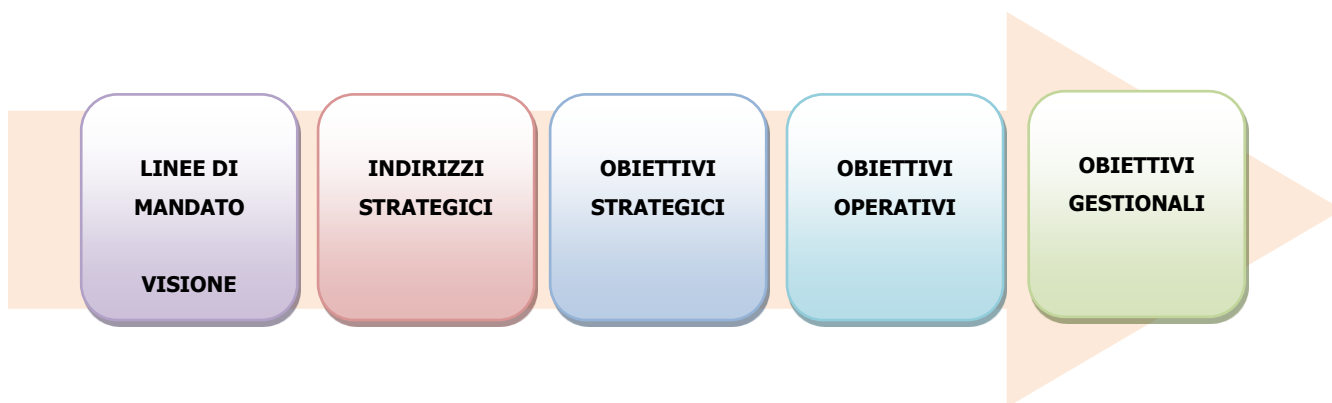 LINEE DI
MANDATO
VISIONE
INDIRIZZI
STRATEGICI
OBIETTIVI
STRATEGICI
OBIETTIVI
OPERATIVI
OBIETTIVI
GESTIONALI